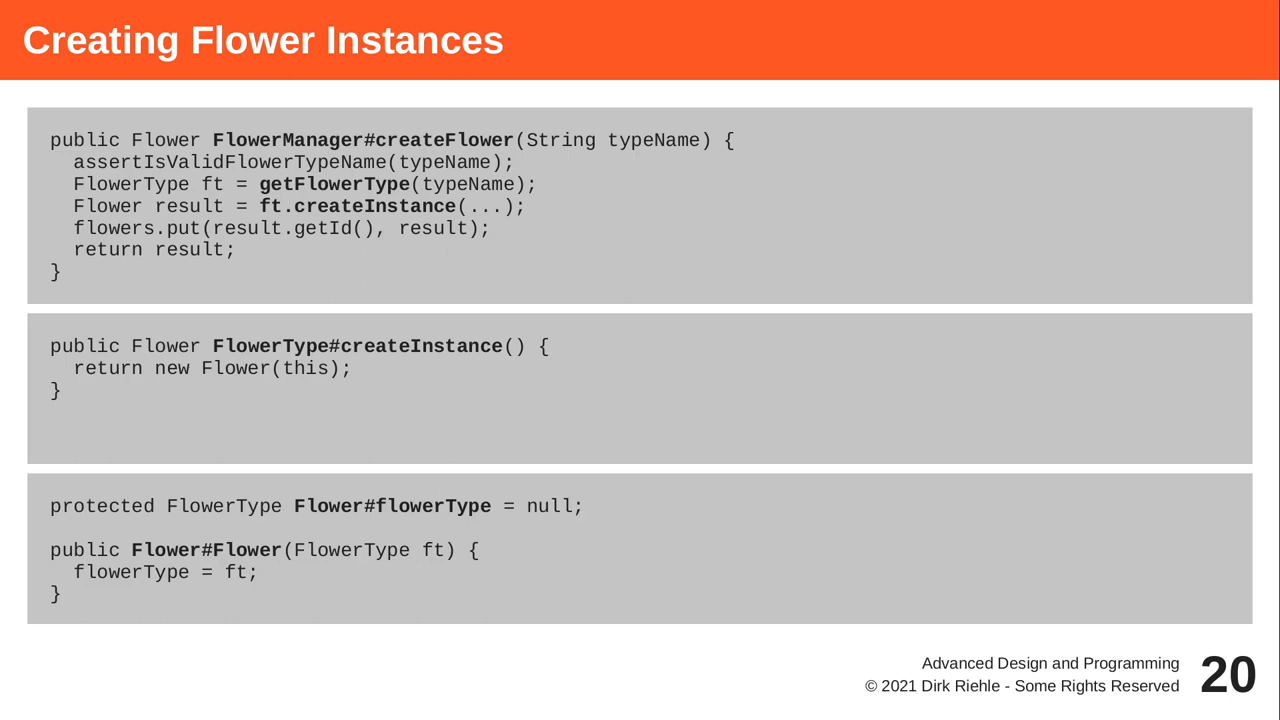 Creating Flower Instances
public Flower FlowerManager#createFlower(String typeName) {
  assertIsValidFlowerTypeName(typeName);
  FlowerType ft = getFlowerType(typeName);
  Flower result = ft.createInstance(...);
  flowers.put(result.getId(), result);
  return result;
}
public Flower FlowerType#createInstance() {
  return new Flower(this);
}
protected FlowerType Flower#flowerType = null;
public Flower#Flower(FlowerType ft) {
  flowerType = ft;
}
Advanced Design and Programming
© 2021 Dirk Riehle - Some Rights Reserved
20